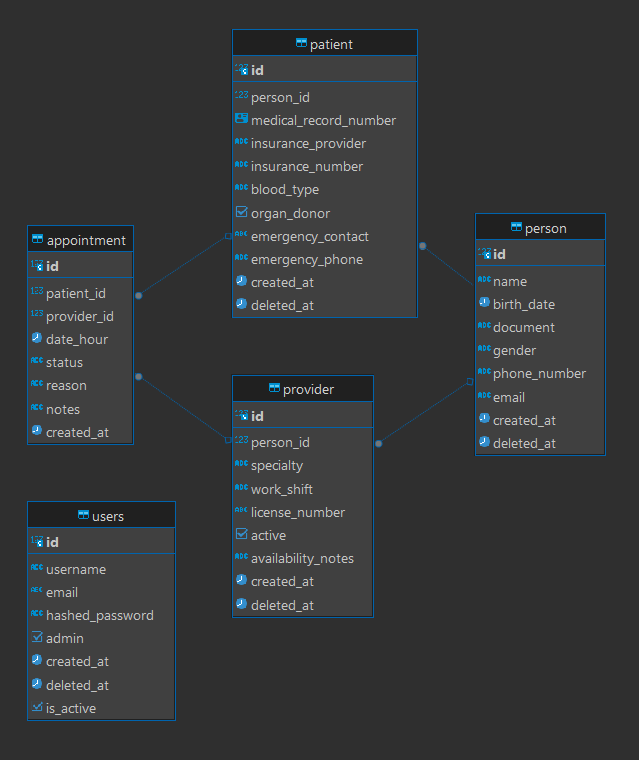 patient
id
person_id
medical_record_number
insurance_provider
insurance_number
blood_type
organ_donor
emergency_contact
emergency_phone
created_at
deleted_at
appointment
id
patient_id
provider_id
date_hour
status
reason
notes
created_at
person
id
name
birth_date
document
gender
phone_number
email
created_at
deleted_at
provider
id
person_id
specialty
work_shift
license_number
active
availability_notes
created_at
deleted_at
users
id
username
email
hashed_password
admin
created_at
deleted_at
is_active